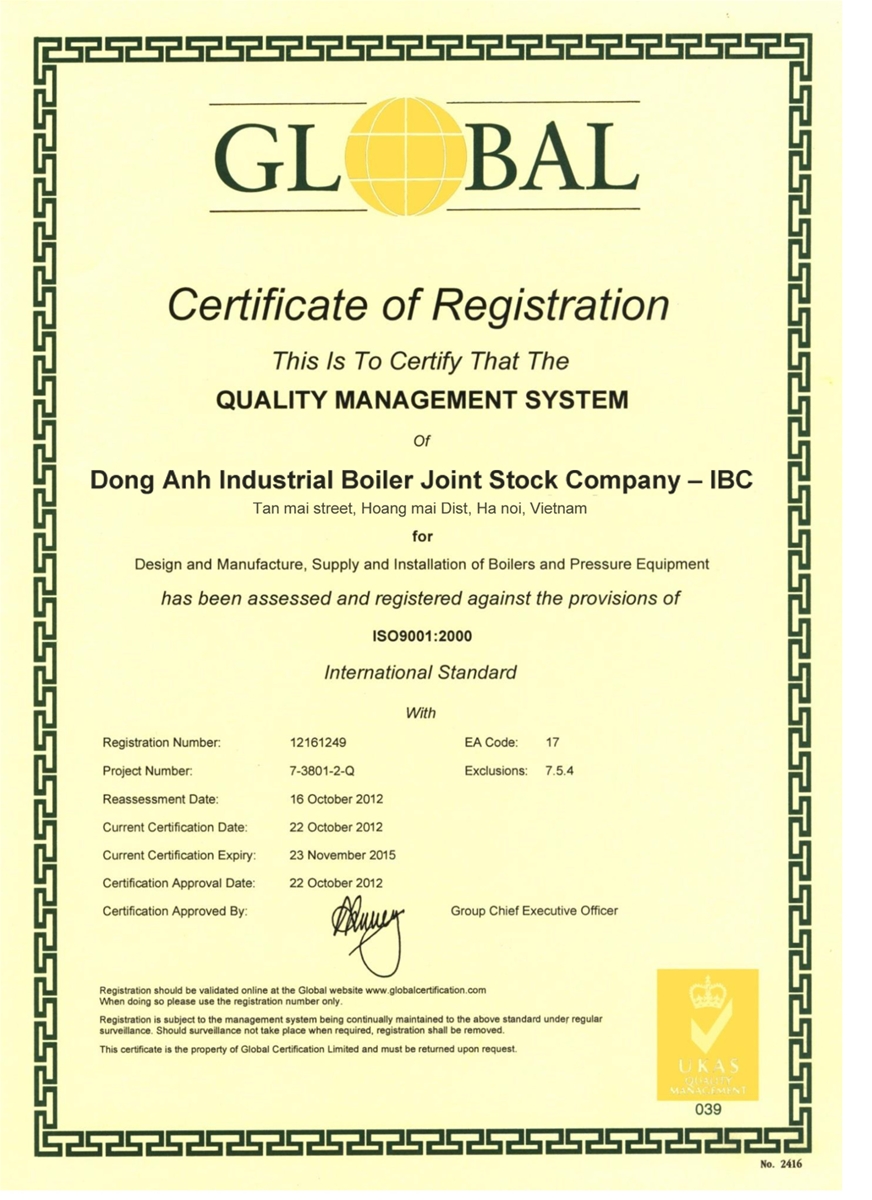 GLOBAL
Certificate of Registration
This Is To Certify That The
QUALITY MANAGEMENT SYSTEM
Of
Dong Anh Industrial Boiler Joint Stock Company – IBC
Tan mai street, Hoang mai Dist, Ha noi, Vietnam
for
Design and Manufacture, Supply and Installation of Boilers and Pressure Equipment
has been assessed and registered against the provisions of
ISO9001:2000
International Standard
With
Registration Number: 12161249 EA Code: 17
Project Number: 7-3801-2-Q Exclusions: 7.5.4
Reassessment Date: 16 October 2012
Current Certification Date: 22 October 2012
Current Certification Expiry: 23 November 2015
Certification Approval Date: 22 October 2012
Certification Approved By: Group Chief Executive Officer
Registration should be validated online at the Global website www.globalcertification.com
When doing so please use the registration number only.
Registration is subject to the management system being continually maintained to the above standard under regular
surveillance. Should surveillance not take place when required, registration shall be removed.
This certificate is the property of Global Certification Limited and must be returned upon request.
UKAS
QUALITY
MANAGEMENT
039
No. 2416